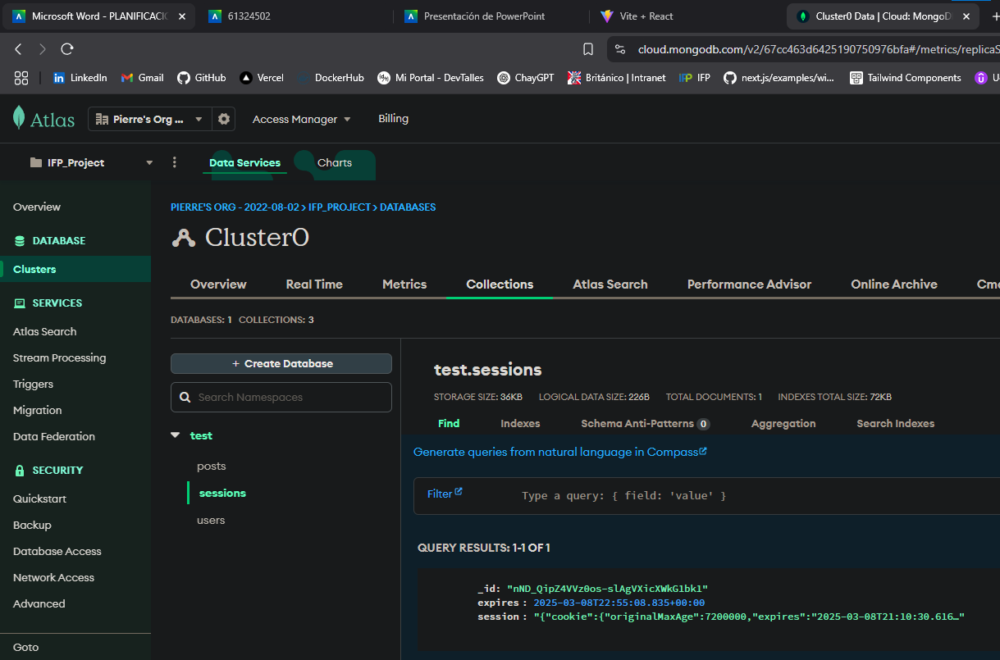 Microsoft Word - PLANIFICACIO
61324502
Presentación de PowerPoint
Vite + React
Cluster0 Data | Cloud: MongoD
cloud.mongodb.com/v2/67cc463d6425190750976bfa#/metrics/replicaS
LinkedIn
Gmail
GitHub
Vercel
DockerHub
Mi Portal - DevTalles
ChayGPT
Británico | Intranet
IFP
next.js/examples/wi...
Tailwind Components
Atlas
Pierre's Org ...
Access Manager
Billing
IFP_Project
Data Services
Charts
Overview
DATABASE
Clusters
SERVICES
Atlas Search
Stream Processing
Triggers
Migration
Data Federation
SECURITY
Quickstart
Backup
Database Access
Network Access
Advanced
Goto
PIERRE'S ORG - 2022-08-02 > IFP_PROJECT > DATABASES
Cluster0
Overview
Real Time
Metrics
Collections
Atlas Search
Performance Advisor
Online Archive
DATABASES: 1 COLLECTIONS: 3
+ Create Database
Search Namespaces
test
posts
sessions
users
test.sessions
STORAGE SIZE: 36KB LOGICAL DATA SIZE: 226B TOTAL DOCUMENTS: 1 INDEXES TOTAL SIZE: 72KB
Find
Indexes
Schema Anti-Patterns 0
Aggregation
Search Indexes
Generate queries from natural language in Compass
Filter
Type a query: { field: 'value' }
QUERY RESULTS: 1-1 OF 1
_id: "nND_QipZ4VVz0os-slAgVXicXWkG1bk1"
expires : 2025-03-08T22:55:08.835+00:00
session : "{"cookie":{"originalMaxAge":7200000,"expires":"2025-03-08T21:10:30.616…"